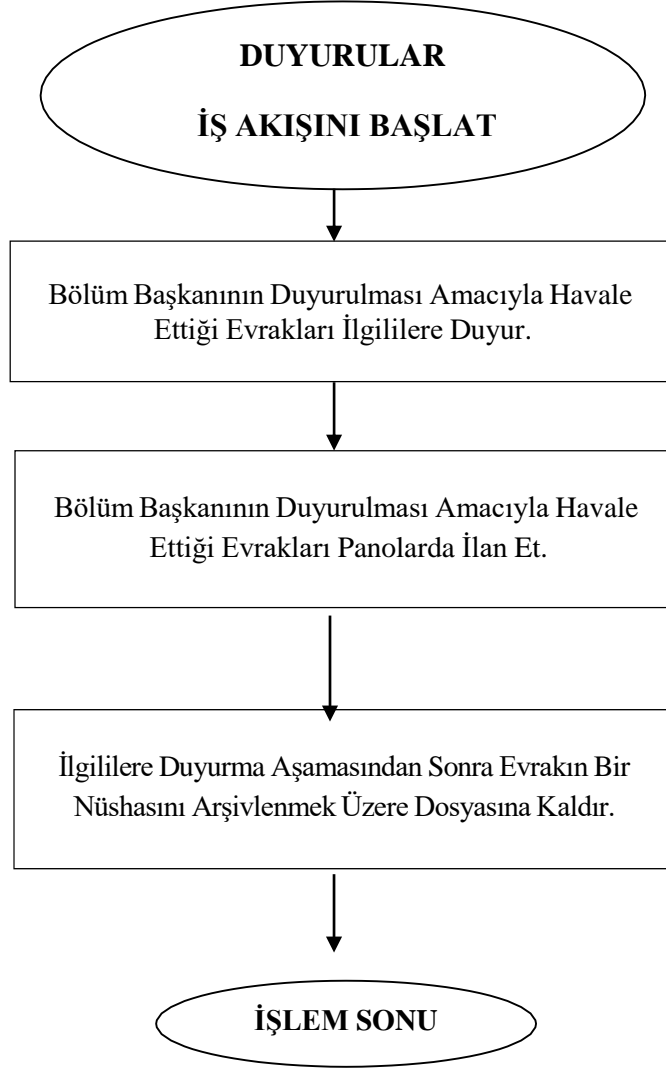 DUYURULAR
İŞ AKIŞINI BAŞLAT
Bölüm Başkanının Duyurulması Amacıyla Havale
Ettiği Evrakları İlgililere Duyur.
Bölüm Başkanının Duyurulması Amacıyla Havale
Ettiği Evrakları Panolarda İlan Et.
İlgililere Duyurma Aşamasından Sonra Evrakın Bir
Nüshasını Arşivlenmek Üzere Dosyasına Kaldır.
İŞLEM SONU